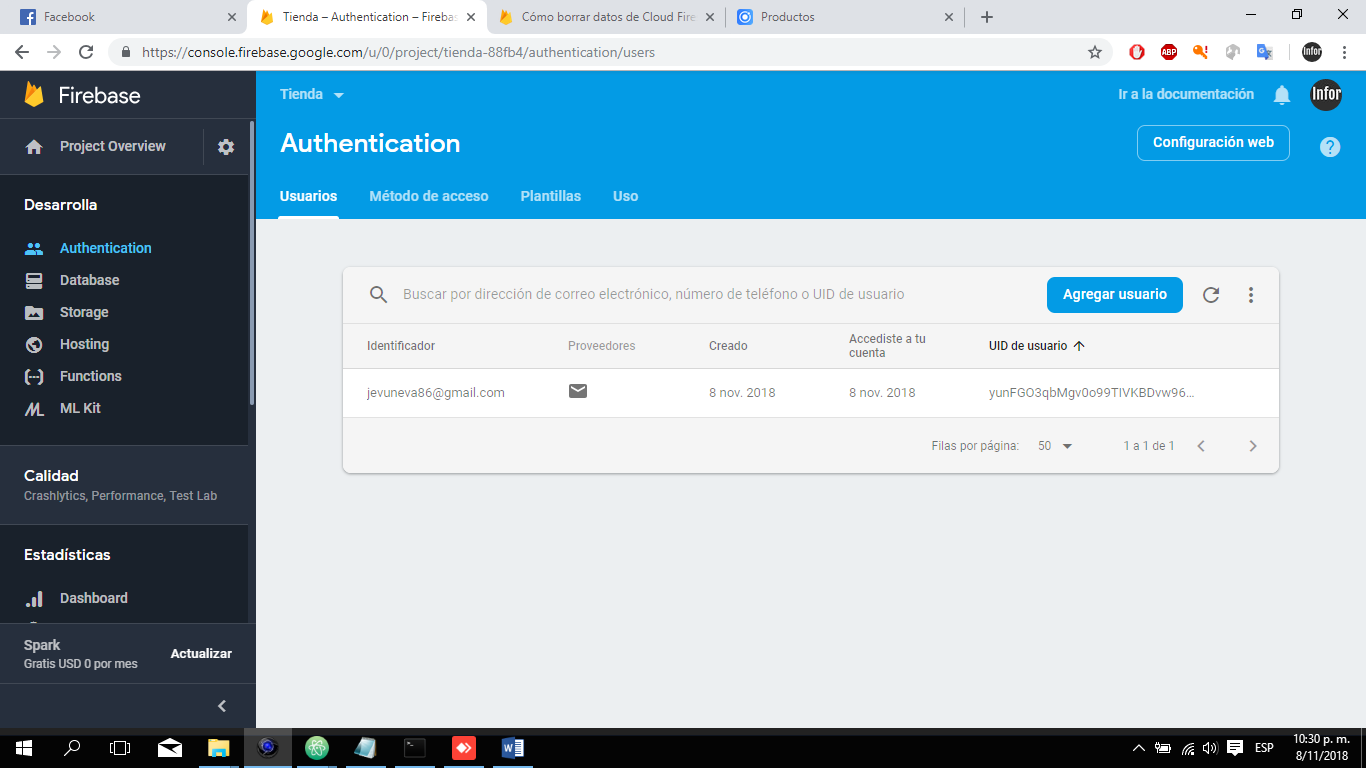 Facebook
Tienda – Authentication – Firebas
Cómo borrar datos de Cloud Fire
Productos
https://console.firebase.google.com/u/0/project/tienda-88fb4/authentication/users
ABP
Infor
Firebase
Tienda
Ir a la documentación
Infor
Project Overview
Authentication
Configuración web
?
Usuarios
Método de acceso
Plantillas
Uso
Desarrolla
Authentication
Database
Storage
Hosting
Functions
ML Kit
Buscar por dirección de correo electrónico, número de teléfono o UID de usuario
Agregar usuario
Identificador
Proveedores
Creado
Accediste a tu
cuenta
UID de usuario
jevuneva86@gmail.com
8 nov. 2018
8 nov. 2018
yunFGO3qbMgv0o99TIVKBDvw96...
Filas por página:
50
1 a 1 de 1
Calidad
Crashlytics, Performance, Test Lab
Estadísticas
Dashboard
Spark
Gratis USD 0 por mes
Actualizar
ESP
10:30 p. m.
8/11/2018